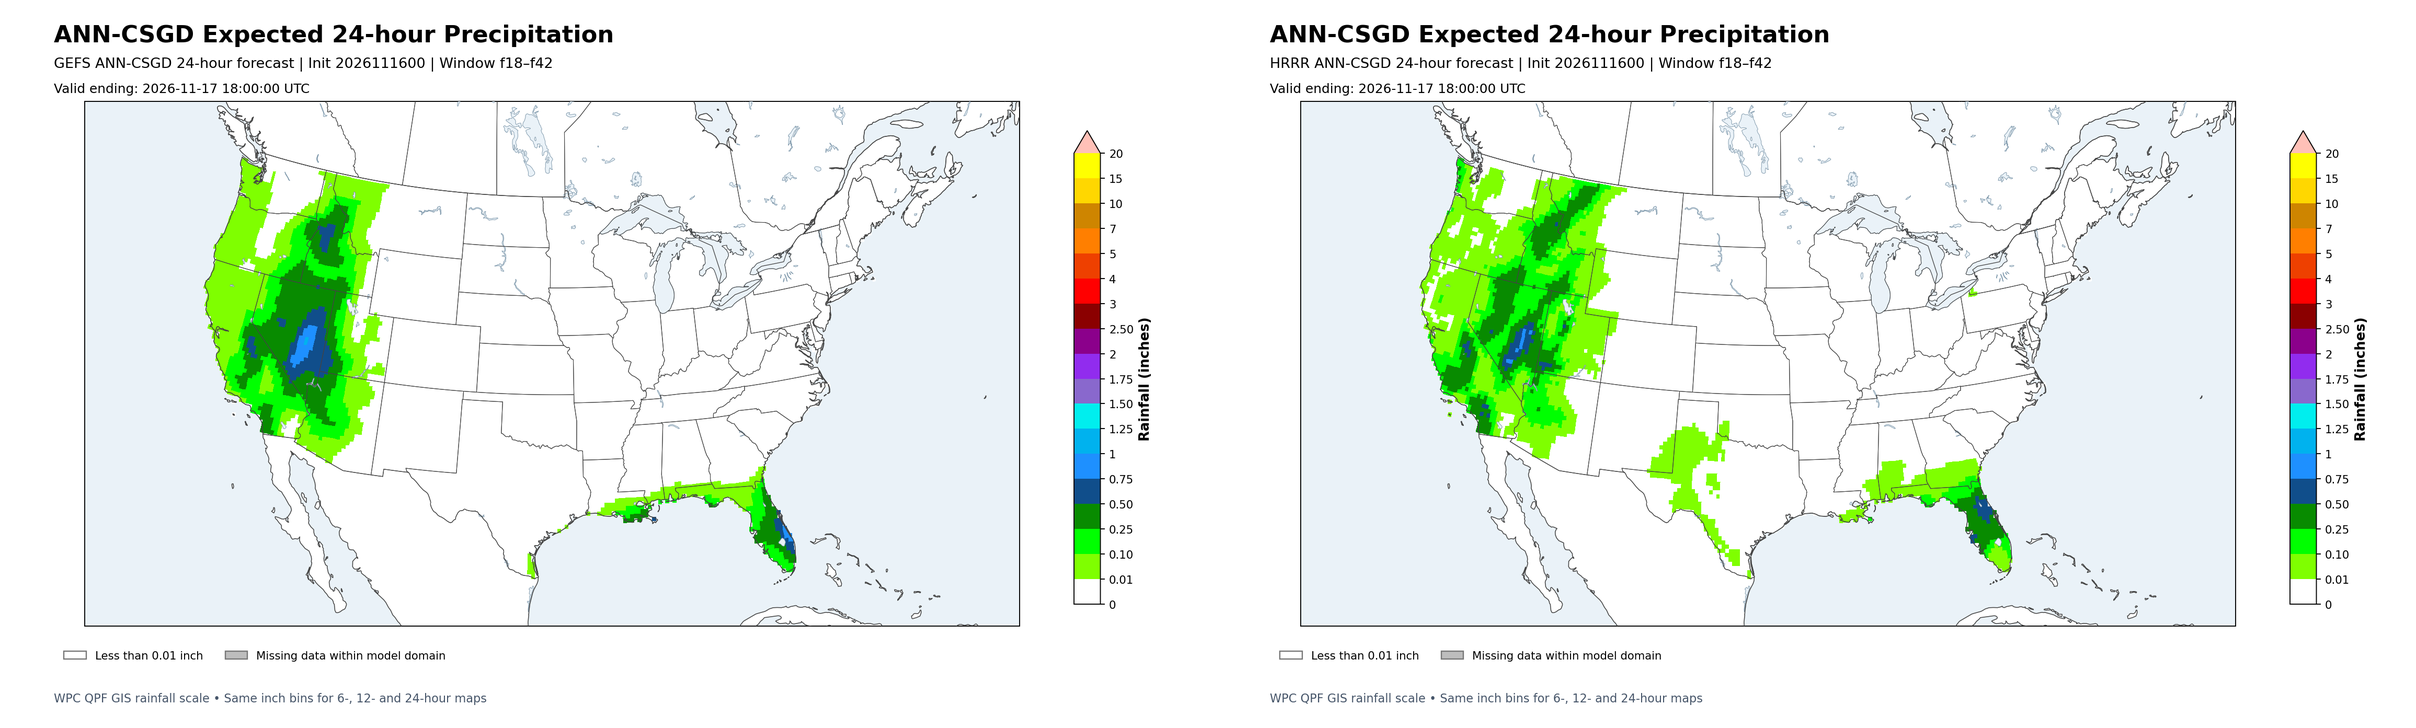 ANN-CSGD Expected 24-hour Precipitation
GEFS ANN-CSGD 24-hour forecast | Init 2026111600 | Window f18–f42
Valid ending: 2026-11-17 18:00:00 UTC
20
15
10
7
5
4
3
2.50
2
1.75
1.50
1.25
1
0.75
0.50
0.25
0.10
0.01
0
Rainfall (inches)
Less than 0.01 inch
Missing data within model domain
WPC QPF GIS rainfall scale • Same inch bins for 6-, 12- and 24-hour maps
ANN-CSGD Expected 24-hour Precipitation
HRRR ANN-CSGD 24-hour forecast | Init 2026111600 | Window f18–f42
Valid ending: 2026-11-17 18:00:00 UTC
20
15
10
7
5
4
3
2.50
2
1.75
1.50
1.25
1
0.75
0.50
0.25
0.10
0.01
0
Rainfall (inches)
Less than 0.01 inch
Missing data within model domain
WPC QPF GIS rainfall scale • Same inch bins for 6-, 12- and 24-hour maps